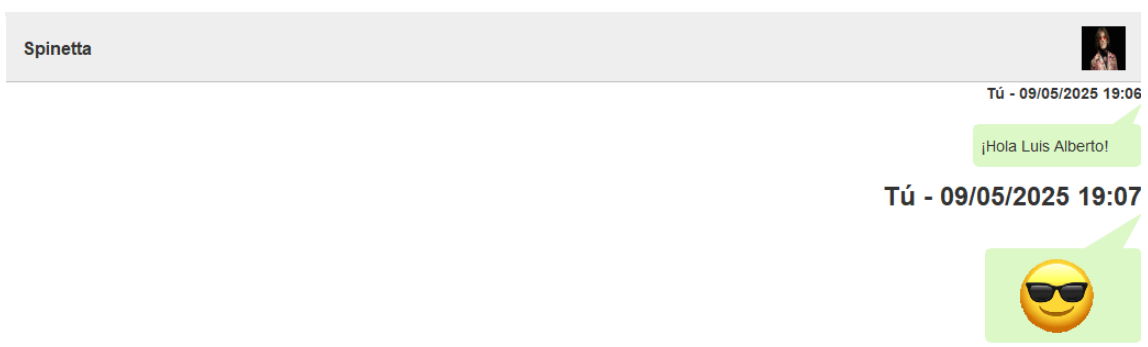 Spinetta
Tú - 09/05/2025 19:06
¡Hola Luis Alberto!
Tú - 09/05/2025 19:07
😎